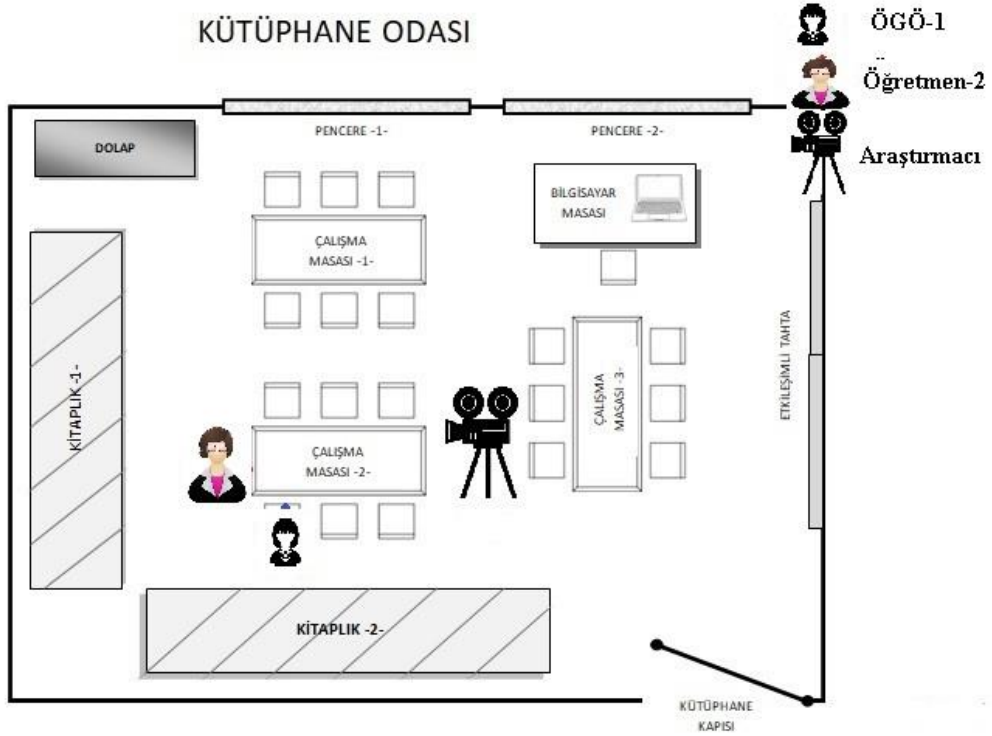 KÜTÜPHANE ODASI
ÖGÖ-1
Öğretmen-2
Araştırmacı
PENCERE -1-
PENCERE -2-
DOLAP
BİLGİSAYAR
MASASI
ÇALIŞMA
MASASI -1-
KİTAPLIK -1-
ÇALIŞMA
MASASI -2-
ÇALIŞMA
MASASI -3-
ETKİLEŞİMLİ TAHTA
KİTAPLIK -2-
KÜTÜPHANE
KAPISI